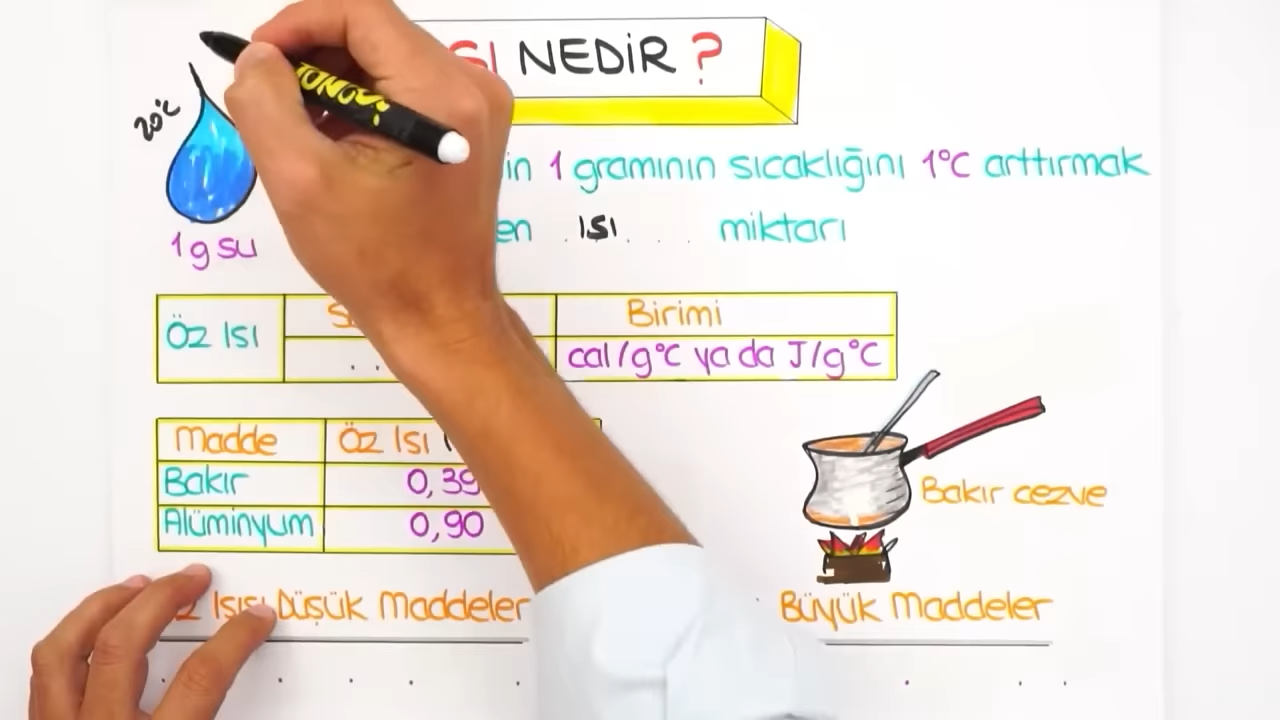 SI NEDİR ?
TONGUÇ
20°C
in 1 gramının sıcaklığını 1°C arttırmak
en ısı miktarı
1 g su
Öz Isı
Birimi
cal/g°C ya da J/g°C
Madde Öz Isı
Bakır 0,39
Alüminyum 0,90
Bakır cezve
Isısı Düşük Maddeler
Büyük Maddeler